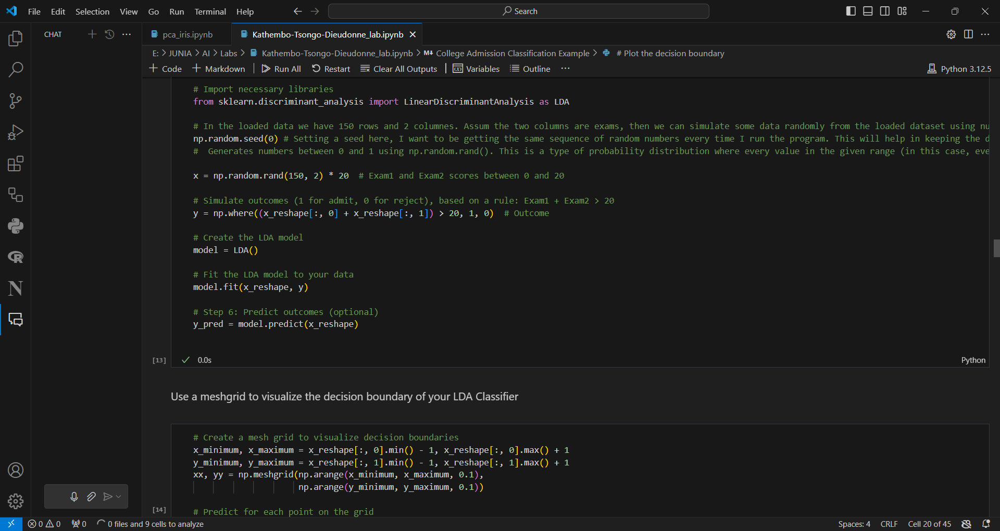 File Edit Selection View Go Run Terminal Help
Search
CHAT
pca_iris.ipynb
Kathembo-Tsongo-Dieudonne_lab.ipynb
E: > JUNIA > AI > Labs > Kathembo-Tsongo-Dieudonne_lab.ipynb > M↓ College Admission Classification Example > # Plot the decision boundary
+ Code + Markdown | Run All Restart Clear All Outputs | Variables Outline ...
Python 3.12.5
# Import necessary libraries
from sklearn.discriminant_analysis import LinearDiscriminantAnalysis as LDA
# In the loaded data we have 150 rows and 2 columns. Assum the two columns are exams, then we can simulate some data randomly from the loaded dataset using nu
np.random.seed(0) # Setting a seed here, I want to be getting the same sequence of random numbers every time I run the program. This will help in keeping the d
#  Generates numbers between 0 and 1 using np.random.rand(). This is a type of probability distribution where every value in the given range (in this case, eve
x = np.random.rand(150, 2) * 20  # Exam1 and Exam2 scores between 0 and 20
# Simulate outcomes (1 for admit, 0 for reject), based on a rule: Exam1 + Exam2 > 20
y = np.where((x_reshape[:, 0] + x_reshape[:, 1]) > 20, 1, 0)  # Outcome
# Create the LDA model
model = LDA()
# Fit the LDA model to your data
model.fit(x_reshape, y)
# Step 6: Predict outcomes (optional)
y_pred = model.predict(x_reshape)
[13] ✓ 0.0s
Python
Use a meshgrid to visualize the decision boundary of your LDA Classifier
# Create a mesh grid to visualize decision boundaries
x_minimum, x_maximum = x_reshape[:, 0].min() - 1, x_reshape[:, 0].max() + 1
y_minimum, y_maximum = x_reshape[:, 1].min() - 1, x_reshape[:, 1].max() + 1
xx, yy = np.meshgrid(np.arange(x_minimum, x_maximum, 0.1),
np.arange(y_minimum, y_maximum, 0.1))
[14]
# Predict for each point on the grid
0 0 0 0 files and 9 cells to analyze
Spaces: 4 CRLF Cell 20 of 45